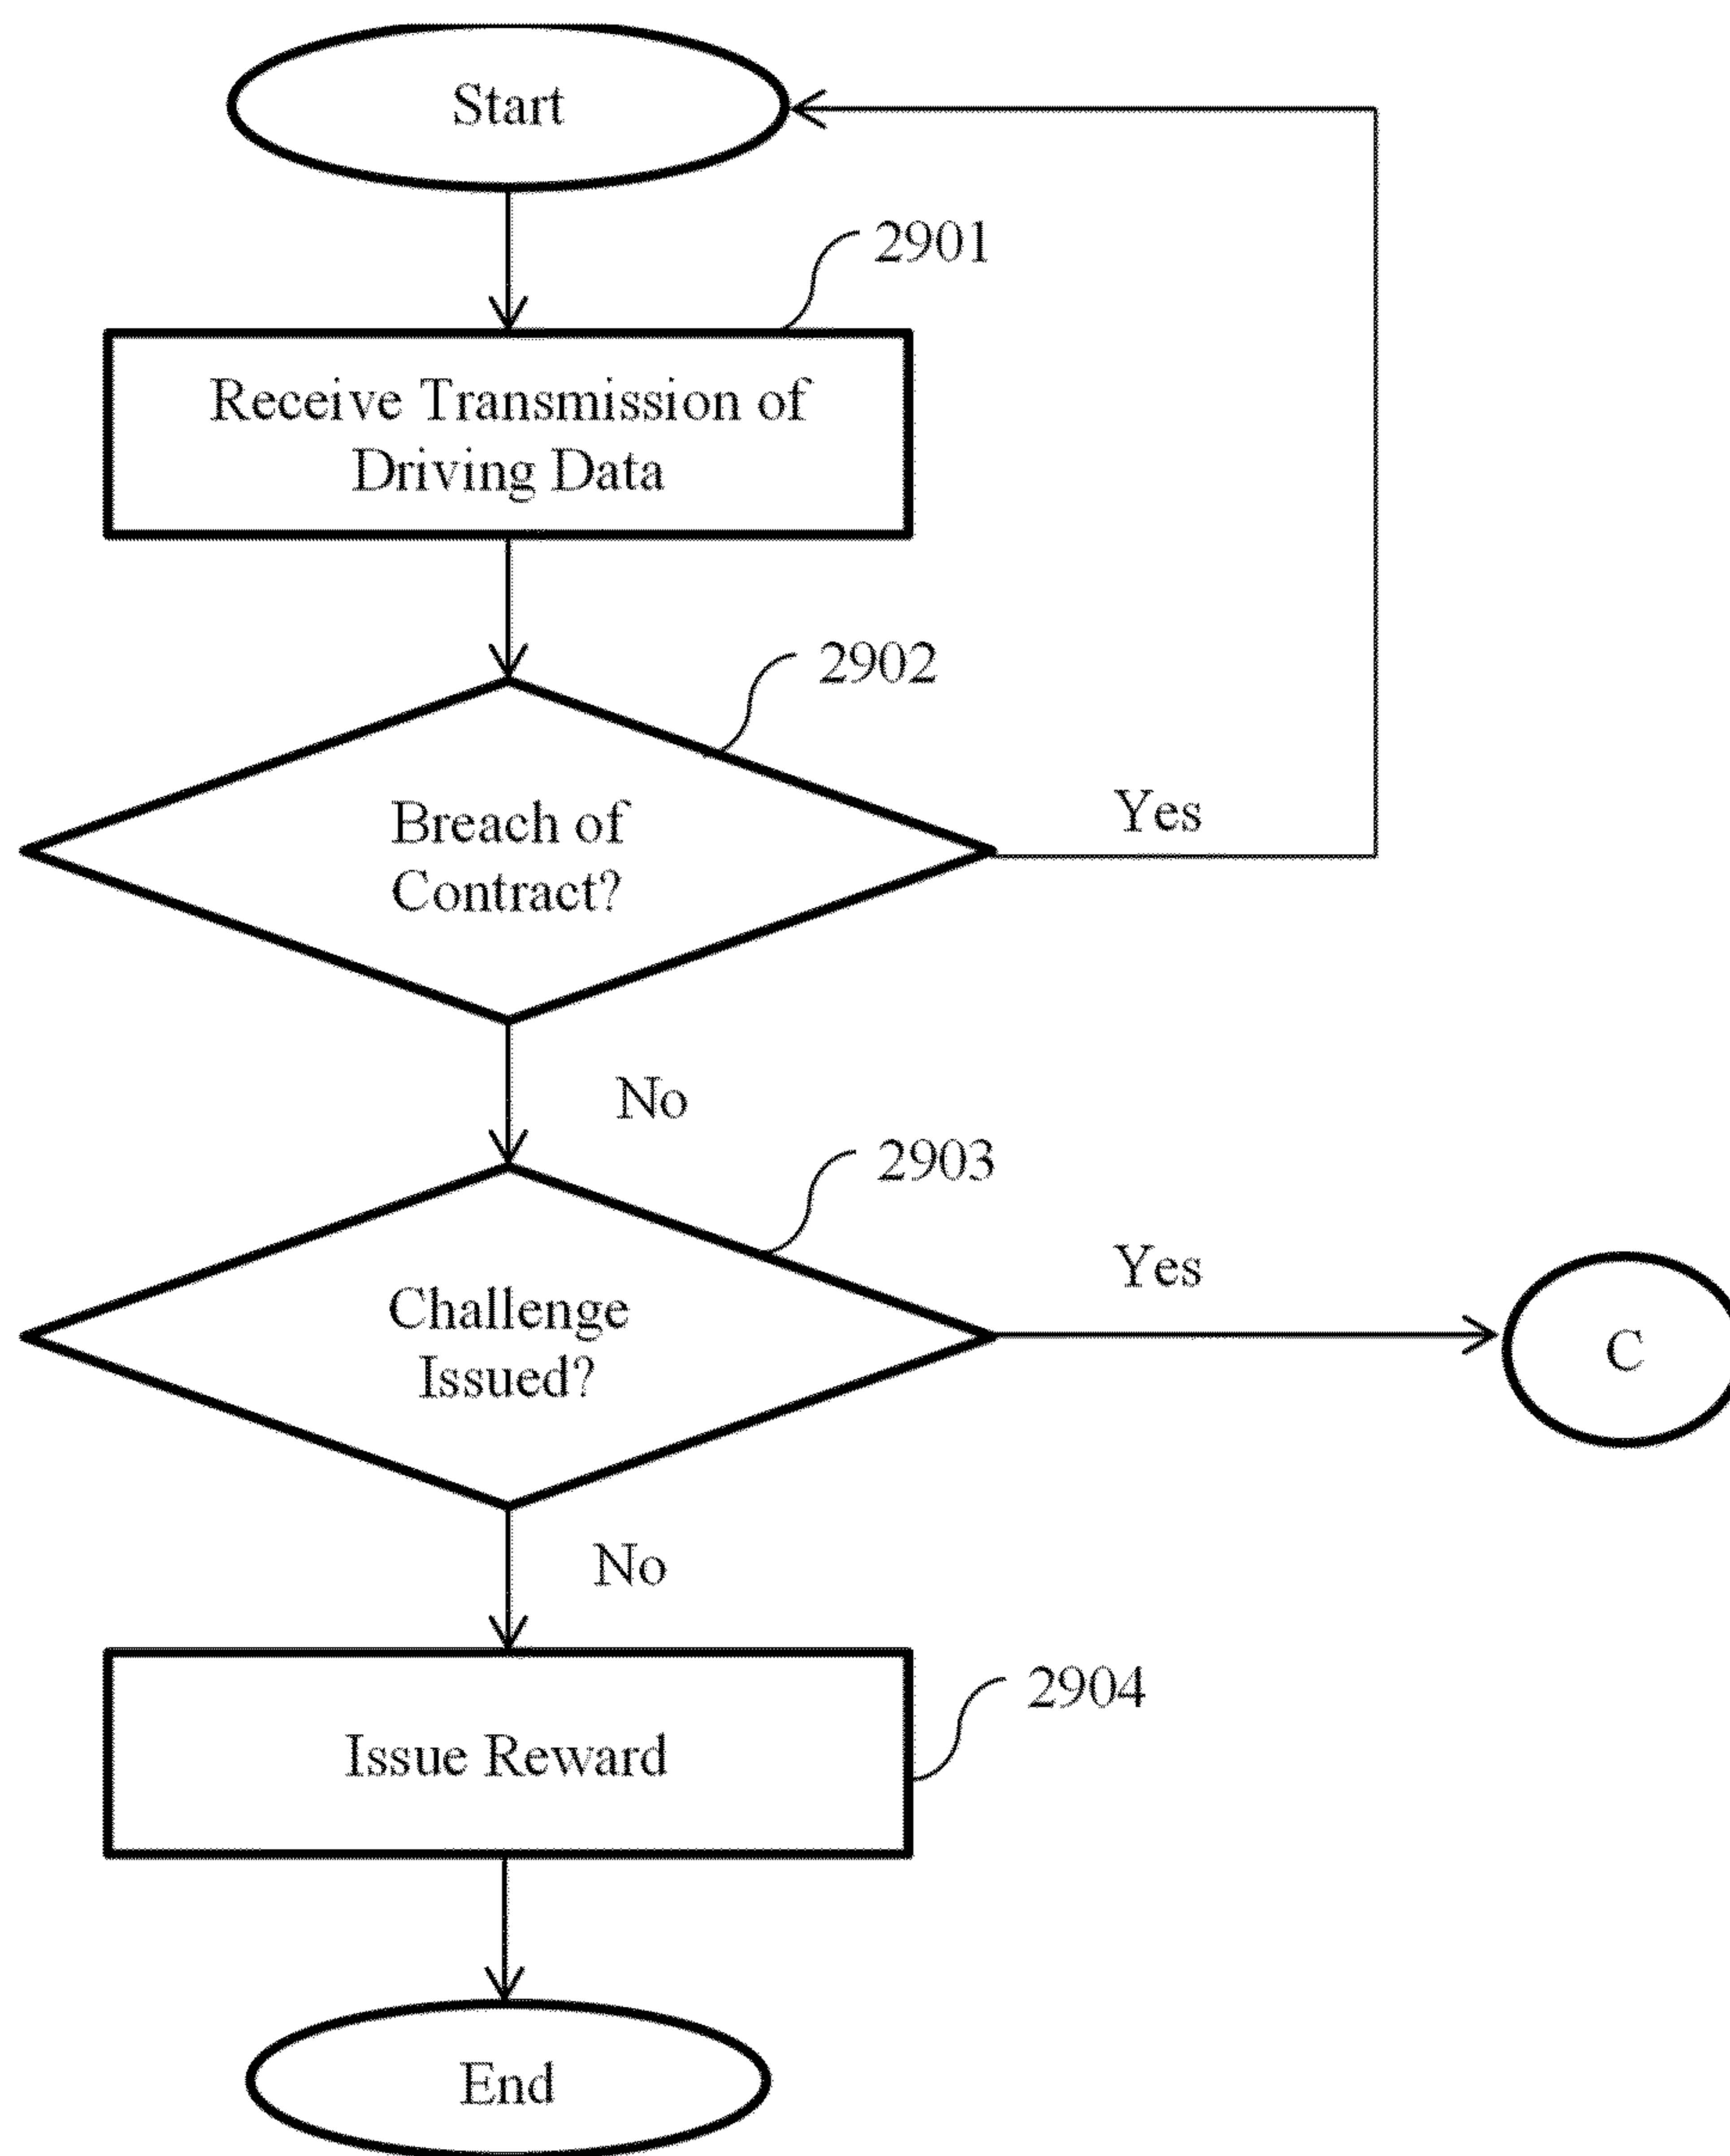 Start
2901
Receive Transmission of
Driving Data
2902
Breach of
Contract?
Yes
No
2903
Challenge
Issued?
Yes
C
No
2904
Issue Reward
End